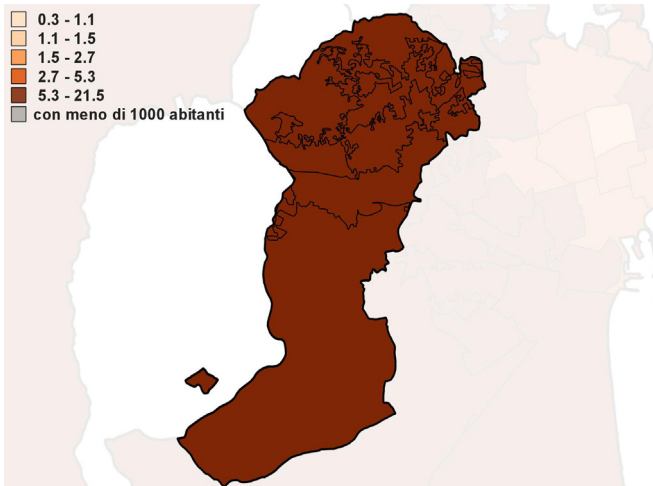 0.3 - 1.1
1.1 - 1.5
1.5 - 2.7
2.7 - 5.3
5.3 - 21.5
con meno di 1000 abitanti